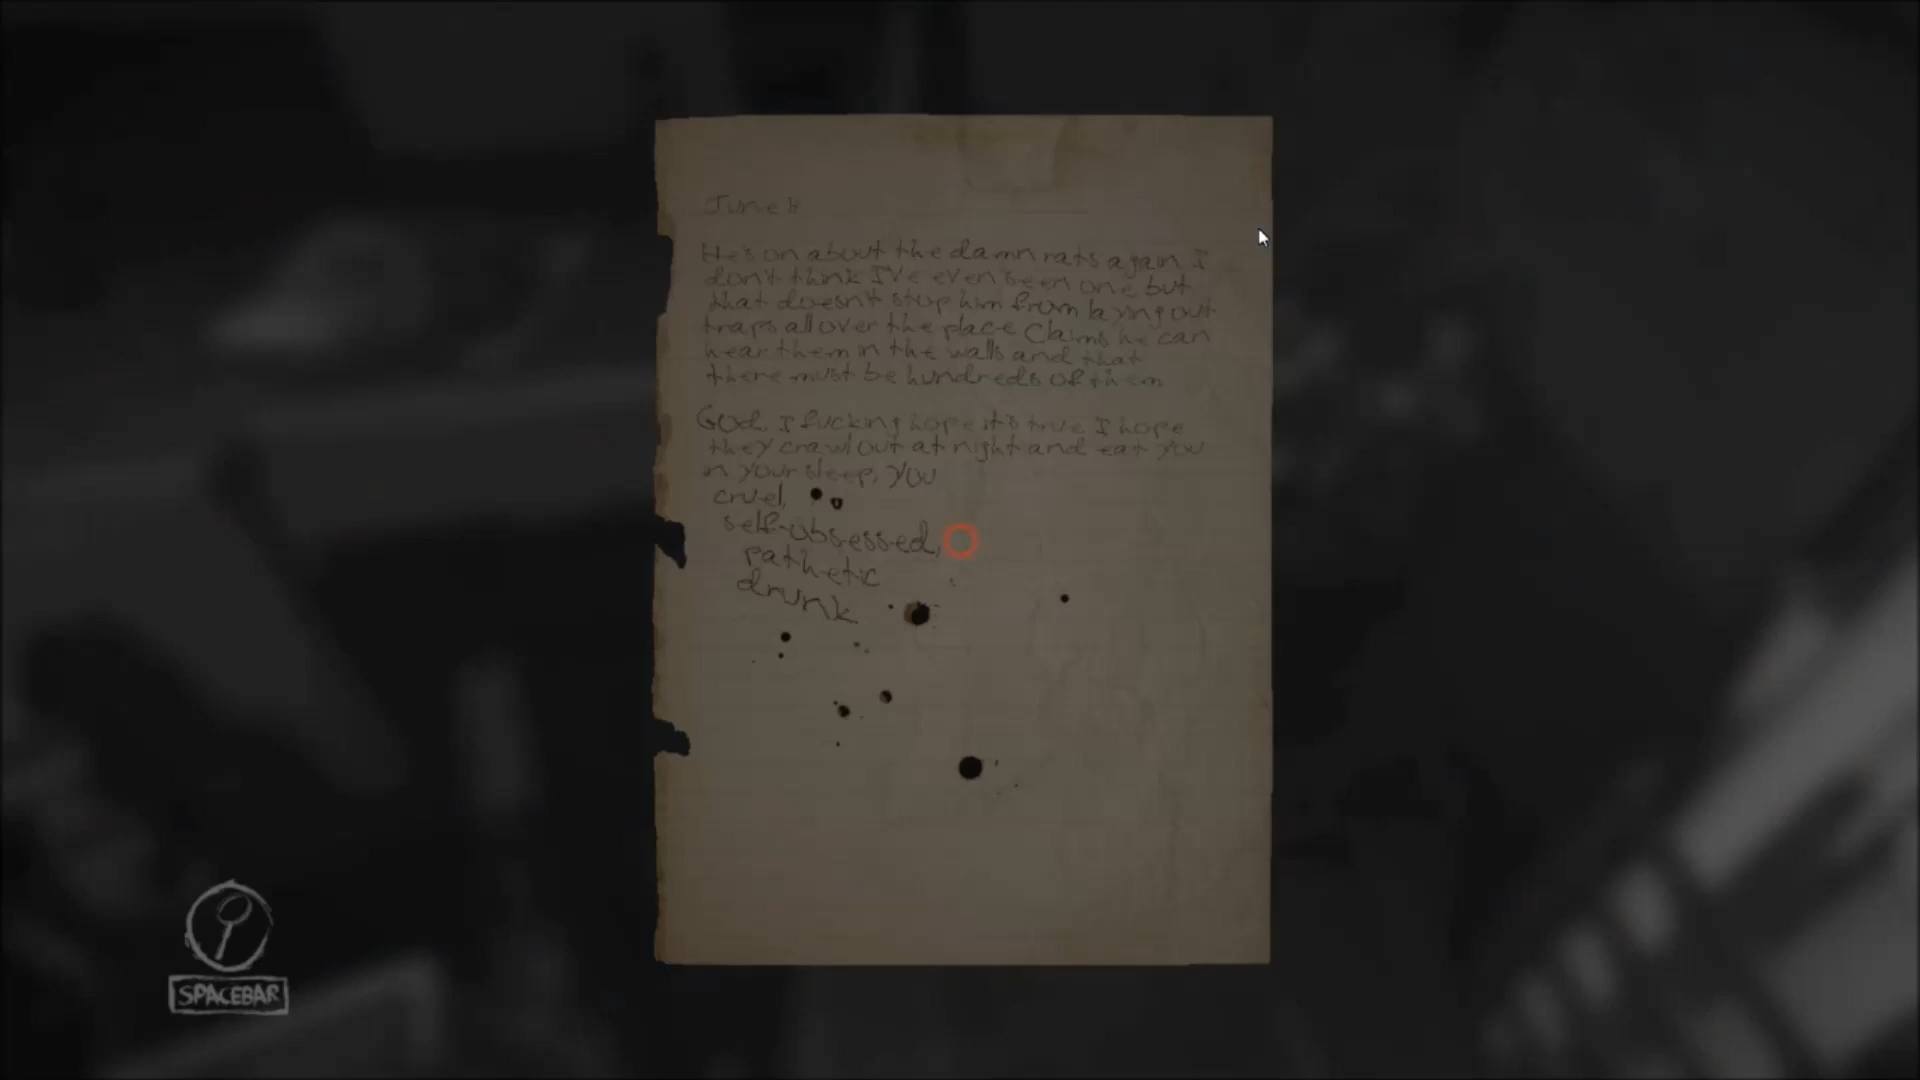 June 8
He's on about the damn rats again I
don't think I've even seen one but
that doesn't stop him from laying out
traps all over the place Claims he can
hear them in the walls and that
there must be hundreds of them
God, I fucking hope it's true I hope
they crawl out at night and eat you
in your sleep, you
cruel,
self-obsessed,
pathetic
drunk
SPACEBAR